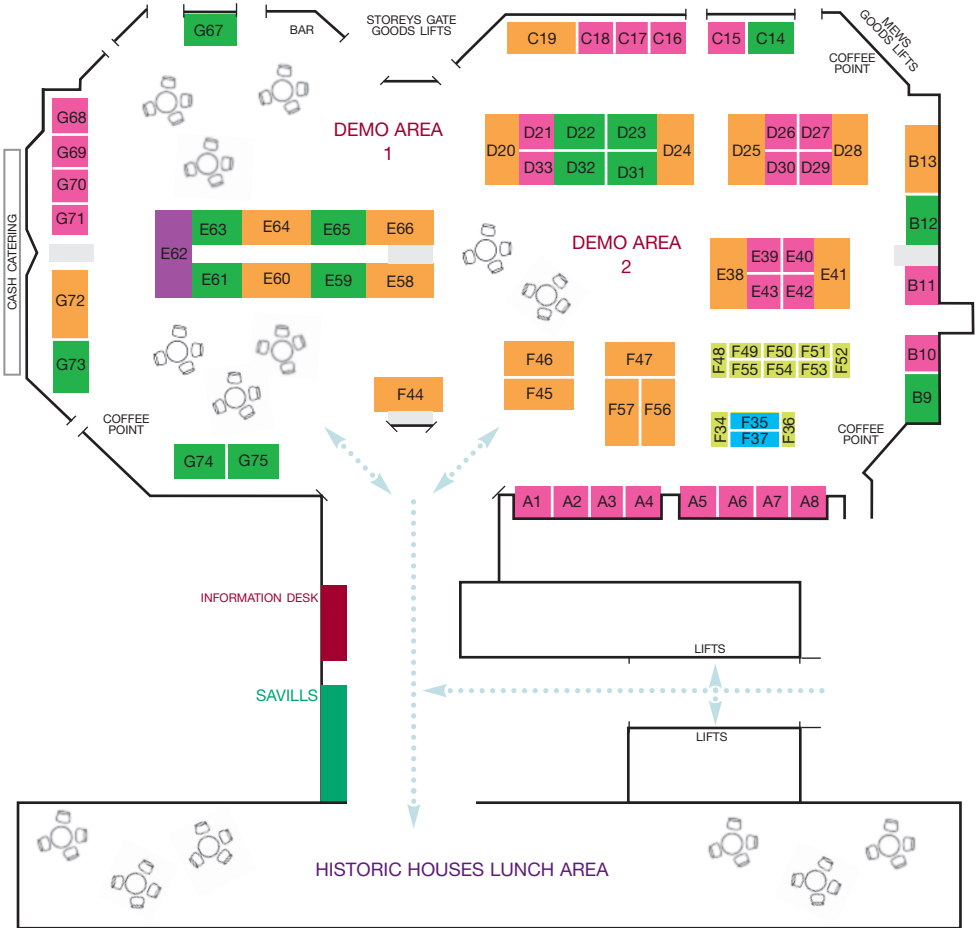 G67
BAR
STOREYS GATE
GOODS LIFTS
C19
C18
C17
C16
C15
C14
MEWS
GOODS LIFTS
COFFEE
POINT
G68
G69
G70
G71
CASH CATERING
G72
G73
DEMO AREA
1
D20
D21
D22
D23
D24
D33
D32
D31
D25
D26
D27
D28
D30
D29
B13
B12
B11
B10
B9
E62
E63
E64
E65
E66
E61
E60
E59
E58
DEMO AREA
2
E38
E39
E40
E41
E43
E42
F46
F45
F47
F57
F56
F48
F49
F50
F51
F52
F55
F54
F53
F34
F35
F37
F36
F44
COFFEE
POINT
COFFEE
POINT
G74
G75
A1
A2
A3
A4
A5
A6
A7
A8
INFORMATION DESK
LIFTS
SAVILLS
LIFTS
HISTORIC HOUSES LUNCH AREA